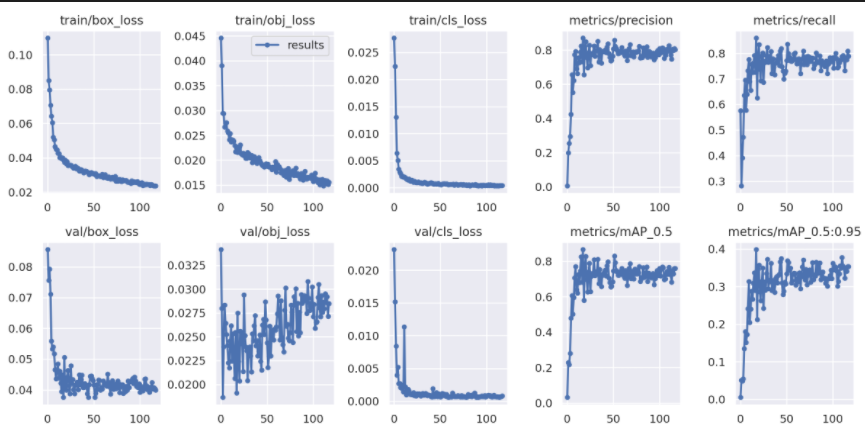 train/box_loss
0.10
0.08
0.06
0.04
0.02
0 50 100
train/obj_loss
results
0.045
0.040
0.035
0.030
0.025
0.020
0.015
0 50 100
train/cls_loss
0.025
0.020
0.015
0.010
0.005
0.000
0 50 100
metrics/precision
0.8
0.6
0.4
0.2
0.0
0 50 100
metrics/recall
0.8
0.7
0.6
0.5
0.4
0.3
0 50 100
val/box_loss
0.08
0.07
0.06
0.05
0.04
0 50 100
val/obj_loss
0.0325
0.0300
0.0275
0.0250
0.0225
0.0200
0 50 100
val/cls_loss
0.020
0.015
0.010
0.005
0.000
0 50 100
metrics/mAP_0.5
0.8
0.6
0.4
0.2
0.0
0 50 100
metrics/mAP_0.5:0.95
0.4
0.3
0.2
0.1
0.0
0 50 100